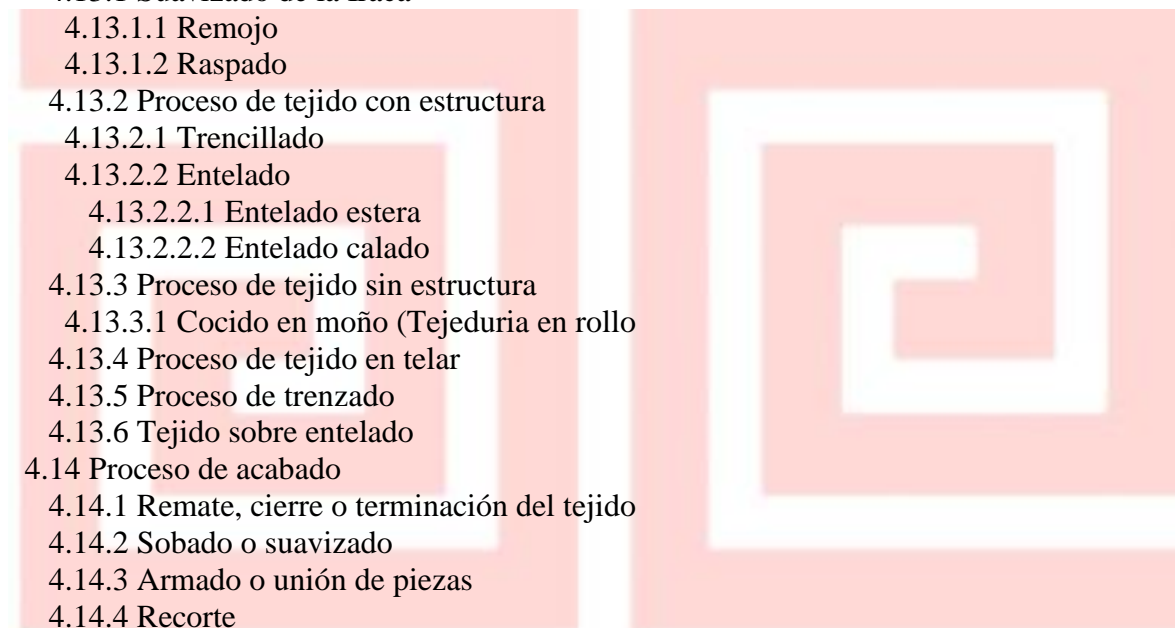 4.13.1.1 Remojo
4.13.1.2 Raspado
4.13.2 Proceso de tejido con estructura
4.13.2.1 Trencillado
4.13.2.2 Entelado
4.13.2.2.1 Entelado estera
4.13.2.2.2 Entelado calado
4.13.3 Proceso de tejido sin estructura
4.13.3.1 Cocido en moño (Tejeduria en rollo
4.13.4 Proceso de tejido en telar
4.13.5 Proceso de trenzado
4.13.6 Tejido sobre entelado
4.14 Proceso de acabado
4.14.1 Remate, cierre o terminación del tejido
4.14.2 Sobado o suavizado
4.14.3 Armado o unión de piezas
4.14.4 Recorte